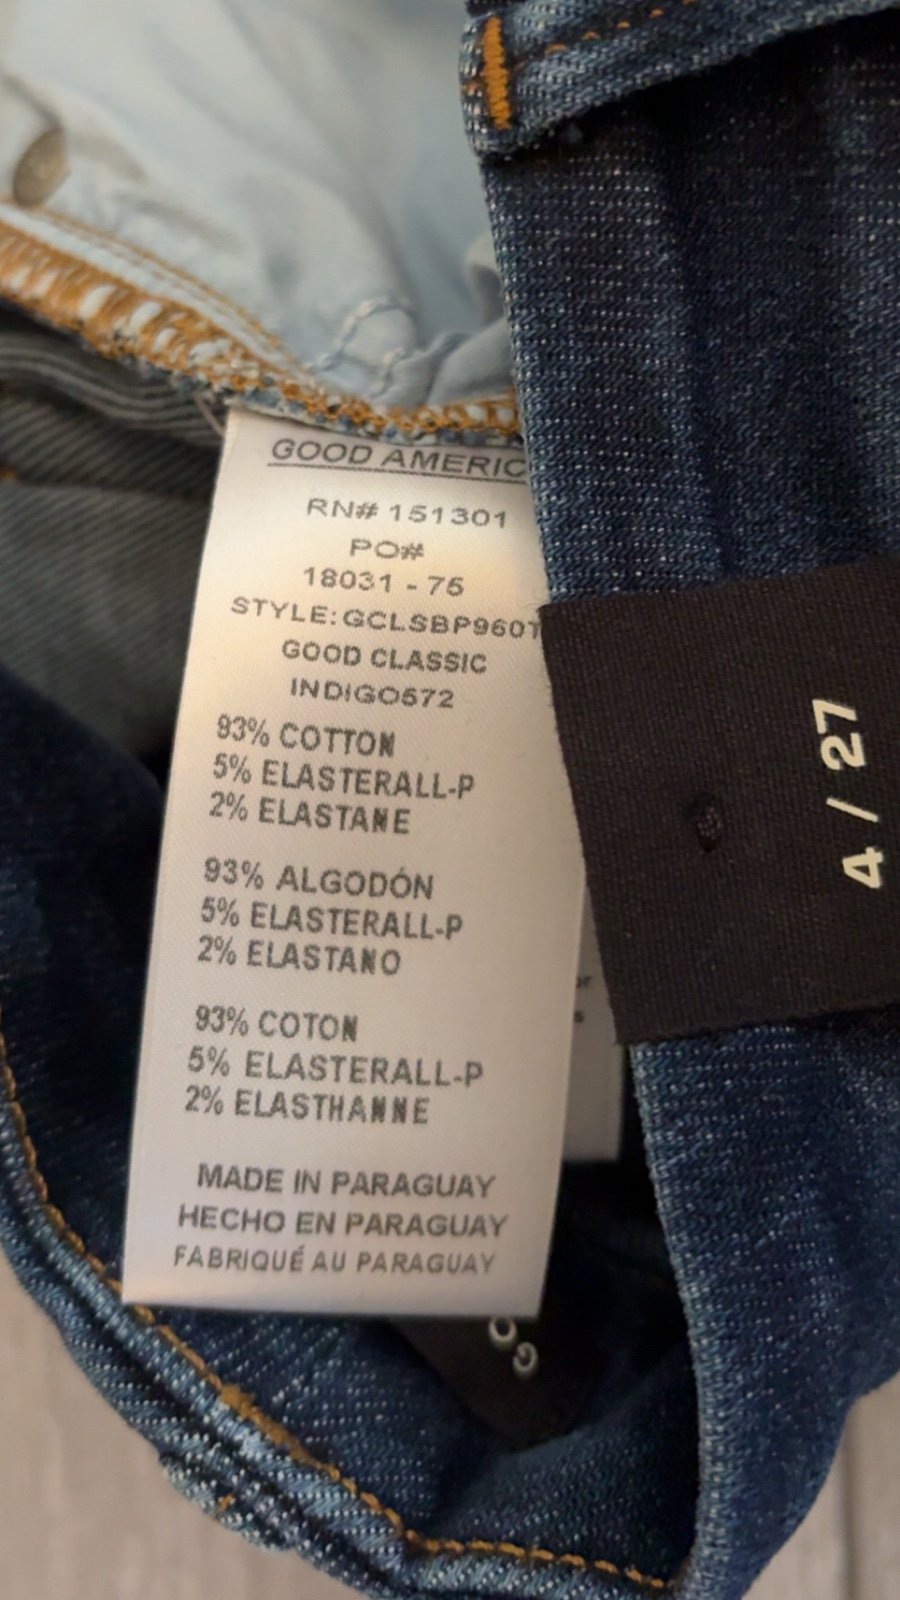 GOOD AMERIC
RN# 151301
PO#
18031 - 75
STYLE: GCLSBP960T
GOOD CLASSIC
INDIGO572
93% COTTON
5% ELASTERALL-P
2% ELASTANE
93% ALGODÓN
5% ELASTERALL-P
2% ELASTANO
93% COTON
5% ELASTERALL-P
2% ELASTHANNE
MADE IN PARAGUAY
HECHO EN PARAGUAY
FABRIQUÉ AU PARAGUAY
4 / 27
GO